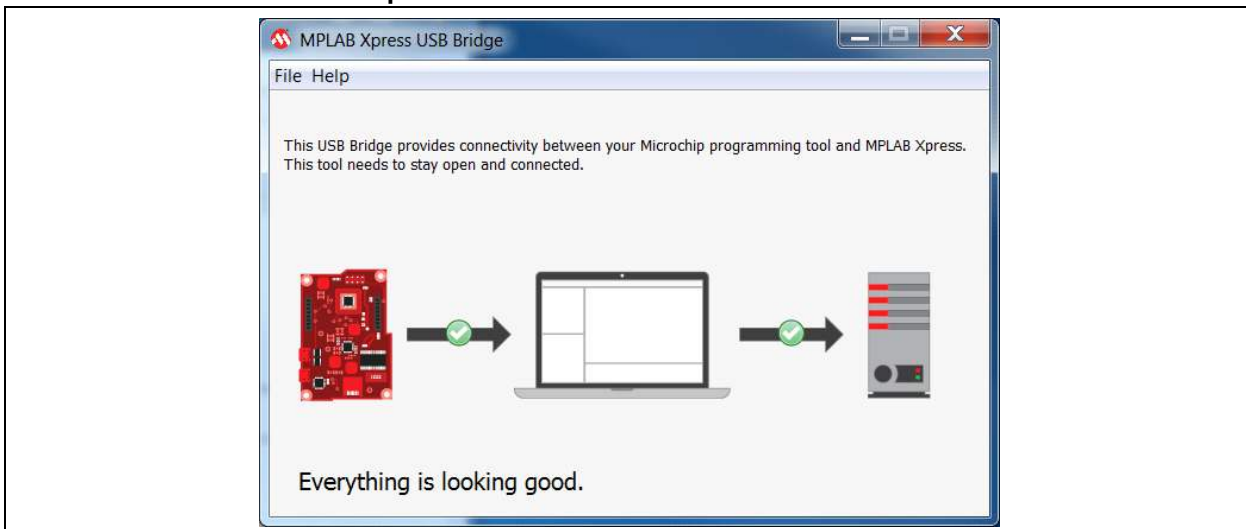 MPLAB Xpress USB Bridge
File Help
This USB Bridge provides connectivity between your Microchip programming tool and MPLAB Xpress.
This tool needs to stay open and connected.
Everything is looking good.